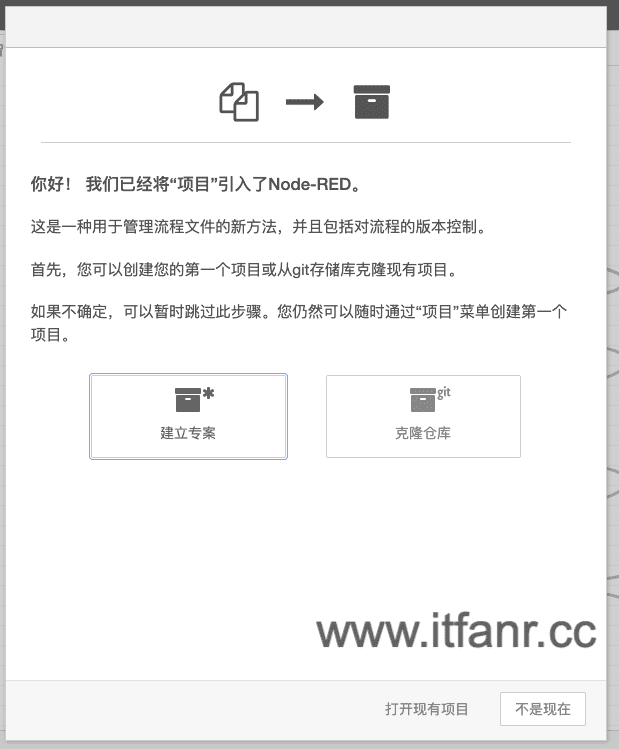 你好！ 我们已经将“项目”引入了Node-RED。
这是一种用于管理流程文件的新方法，并且包括对流程的版本控制。
首先，您可以创建您的第一个项目或从git存储库克隆现有项目。
如果不确定，可以暂时跳过此步骤。您仍然可以随时通过“项目”菜单创建第一个
项目。
建立专案
git
克隆仓库
www.itfanr.cc
打开现有项目
不是现在